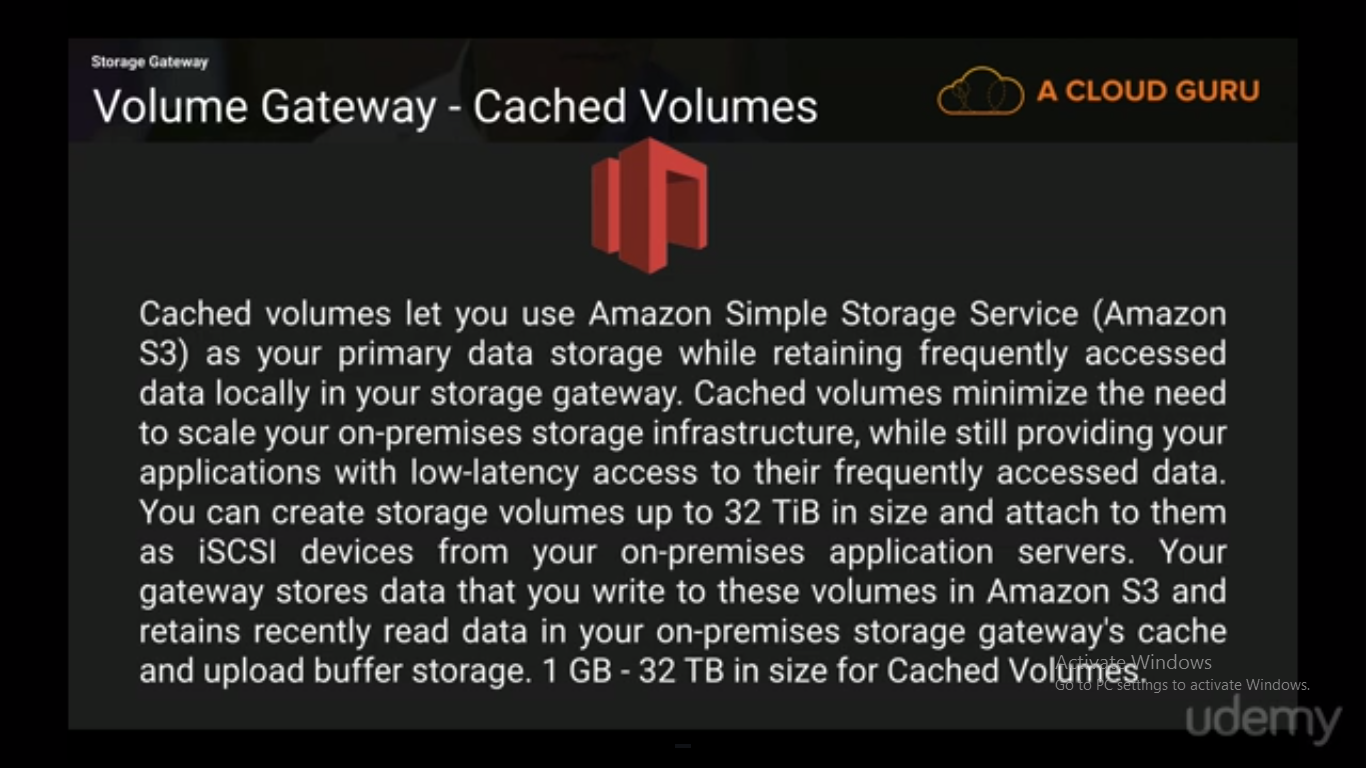 Storage Gateway
Volume Gateway - Cached Volumes
A CLOUD GURU
Cached volumes let you use Amazon Simple Storage Service (Amazon
S3) as your primary data storage while retaining frequently accessed
data locally in your storage gateway. Cached volumes minimize the need
to scale your on-premises storage infrastructure, while still providing your
applications with low-latency access to their frequently accessed data.
You can create storage volumes up to 32 TiB in size and attach to them
as iSCSI devices from your on-premises application servers. Your
gateway stores data that you write to these volumes in Amazon S3 and
retains recently read data in your on-premises storage gateway's cache
and upload buffer storage. 1 GB - 32 TB in size for Cached Volumes.
Activate Windows
Go to PC settings to activate Windows.
udemy